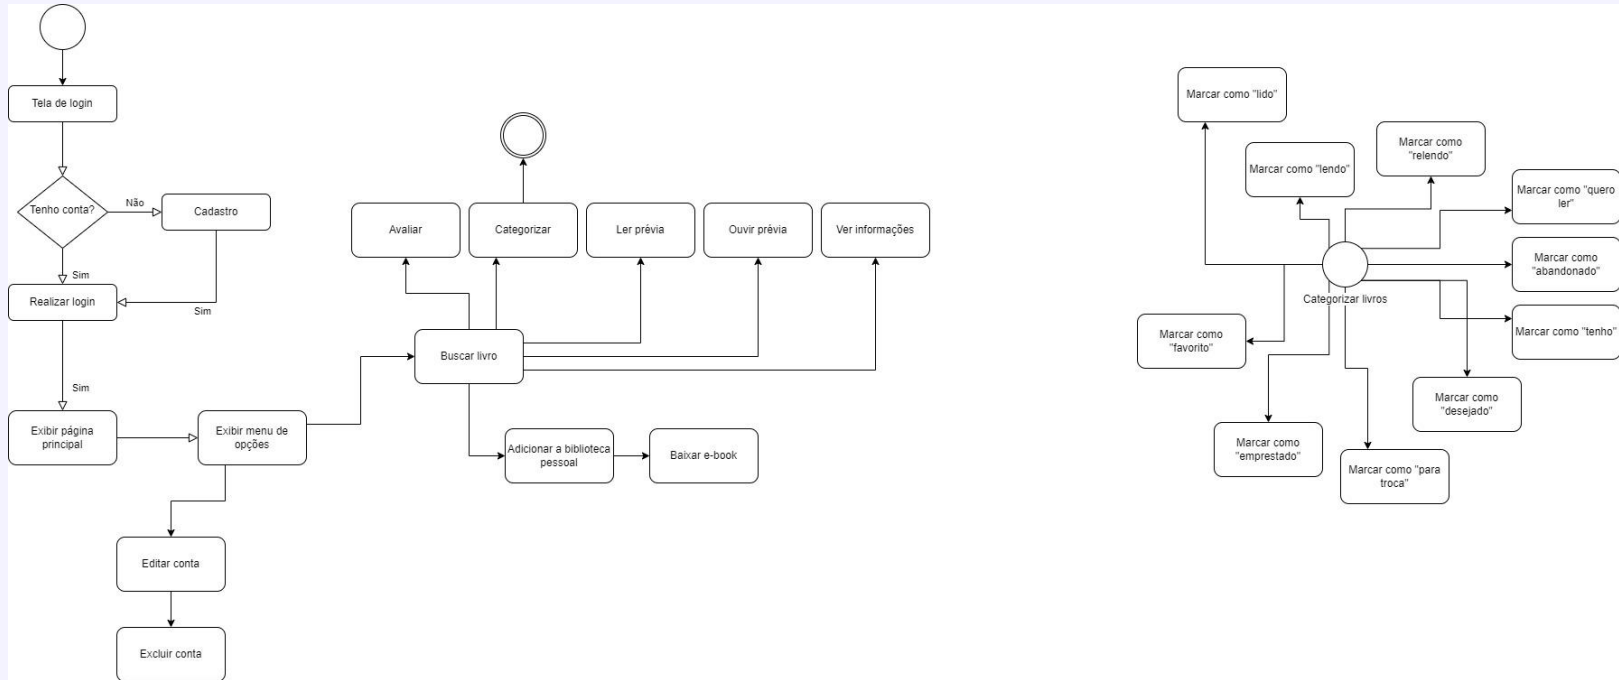 Tela de login
Tenho conta?
Não
Cadastro
Sim
Realizar login
Sim
Sim
Exibir página
principal
Exibir menu de
opções
Editar conta
Excluir conta
Avaliar
Categorizar
Ler prévia
Ouvir prévia
Ver informações
Buscar livro
Adicionar a biblioteca
pessoal
Baixar e-book
Marcar como "lido"
Marcar como "lendo"
Marcar como
"relendo"
Marcar como "quero
ler"
Marcar como
"abandonado"
Categorizar livros
Marcar como "tenho"
Marcar como
"favorito"
Marcar como
"desejado"
Marcar como
"emprestado"
Marcar como "para
troca"